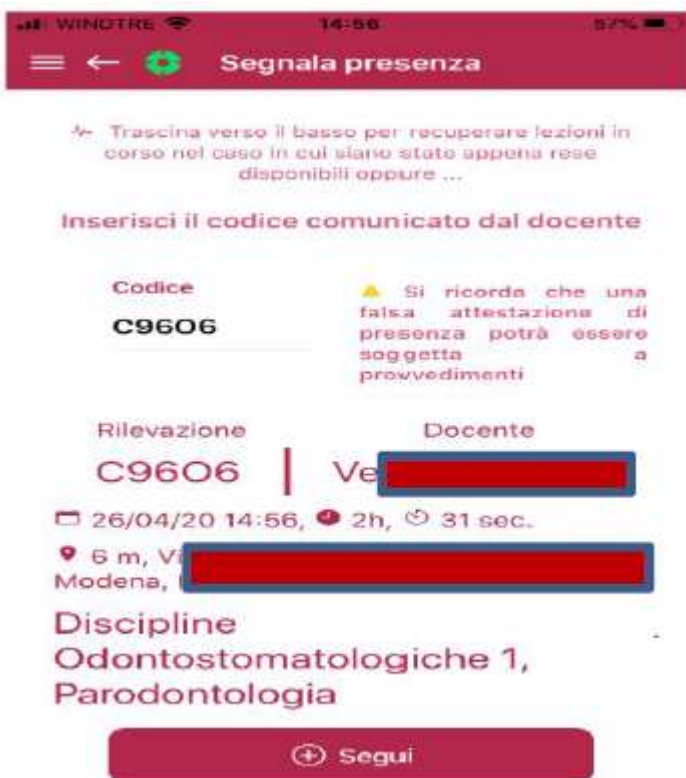 WINDTRE 14:56 57%
Segnala presenza
Trascina verso il basso per recuperare lezioni in
corso nel caso in cui siano state appena rese
disponibili oppure ...
Inserisci il codice comunicato dal docente
Codice
C96O6
Si ricorda che una
falsa attestazione di
presenza potrà essere
soggetta a
provvedimenti
Rilevazione
C96O6
Docente
Ve
26/04/20 14:56, 2h, 31 sec.
6 m, Vi
Modena,
Discipline
Odontostomatologiche 1,
Parodontologia
Segui